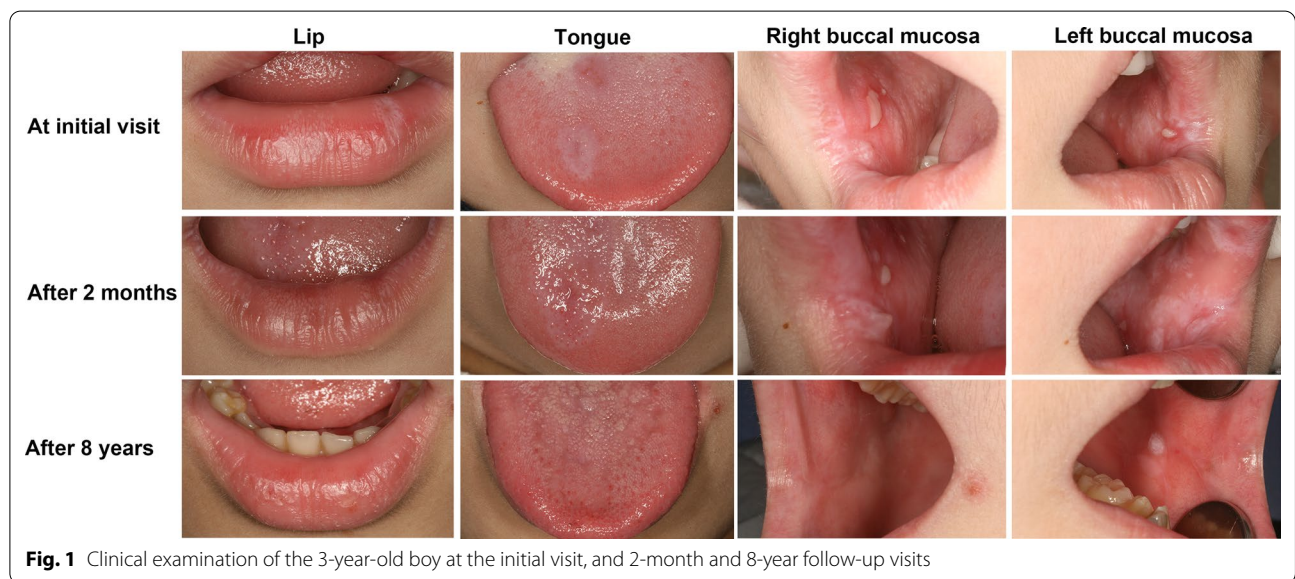 Lip Tongue Right buccal mucosa Left buccal mucosa
At initial visit
After 2 months
After 8 years
Fig. 1 Clinical examination of the 3-year-old boy at the initial visit, and 2-month and 8-year follow-up visits